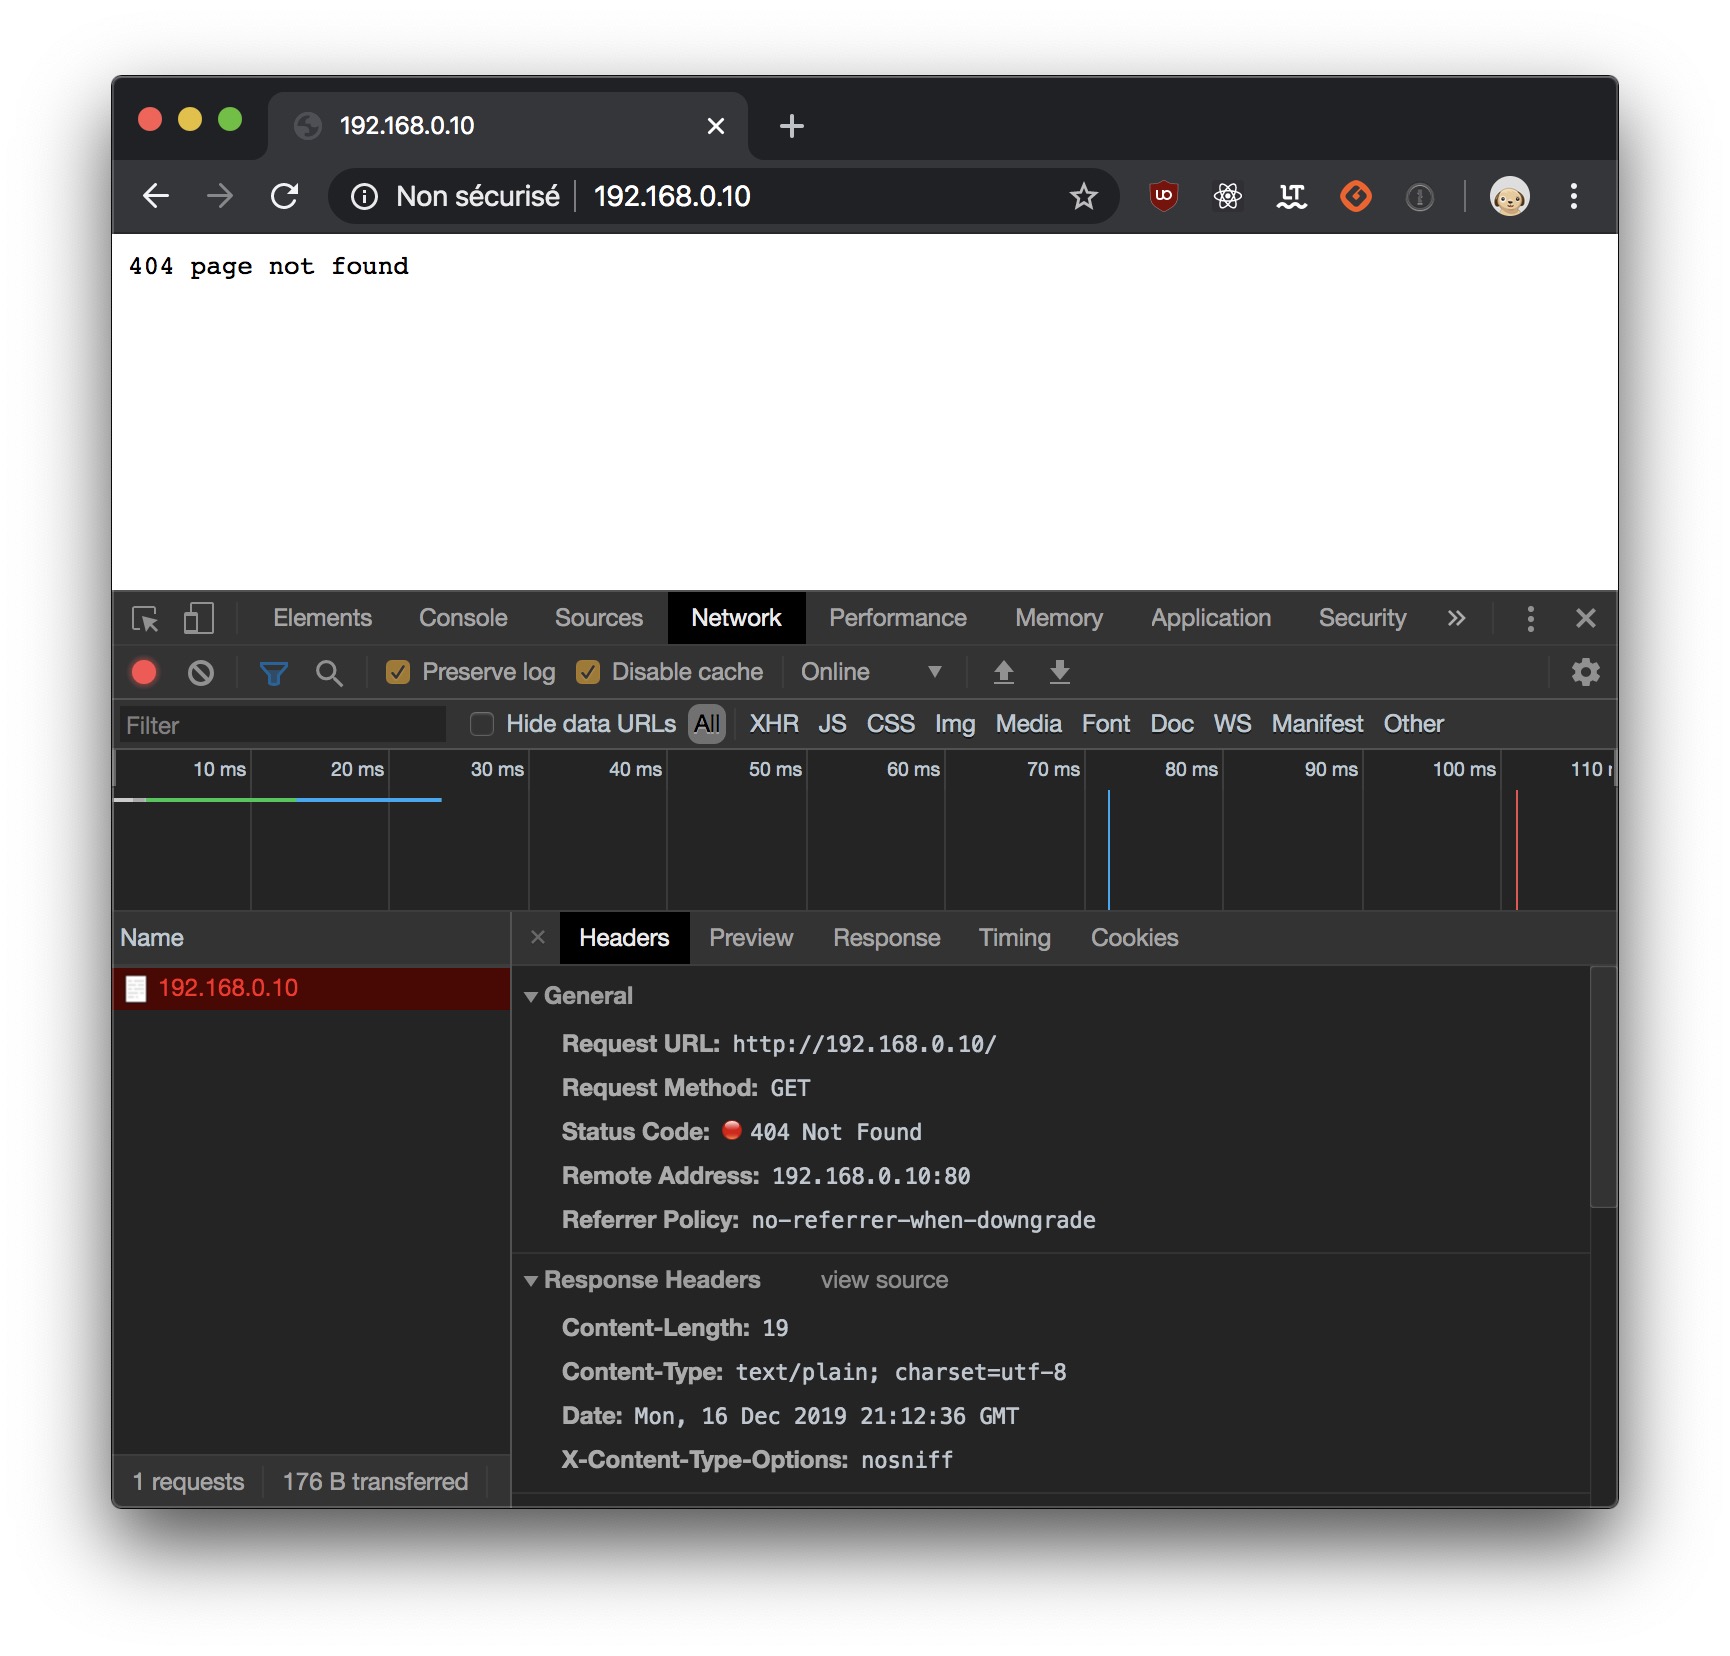 192.168.0.10
Non sécurisé 192.168.0.10
404 page not found
Elements Console Sources Network Performance Memory Application Security
Preserve log Disable cache Online
Filter Hide data URLs All XHR JS CSS Img Media Font Doc WS Manifest Other
10 ms 20 ms 30 ms 40 ms 50 ms 60 ms 70 ms 80 ms 90 ms 100 ms 110
Name Headers Preview Response Timing Cookies
192.168.0.10
General
Request URL: http://192.168.0.10/
Request Method: GET
Status Code: 404 Not Found
Remote Address: 192.168.0.10:80
Referrer Policy: no-referrer-when-downgrade
Response Headers view source
Content-Length: 19
Content-Type: text/plain; charset=utf-8
Date: Mon, 16 Dec 2019 21:12:36 GMT
X-Content-Type-Options: nosniff
1 requests 176 B transferred